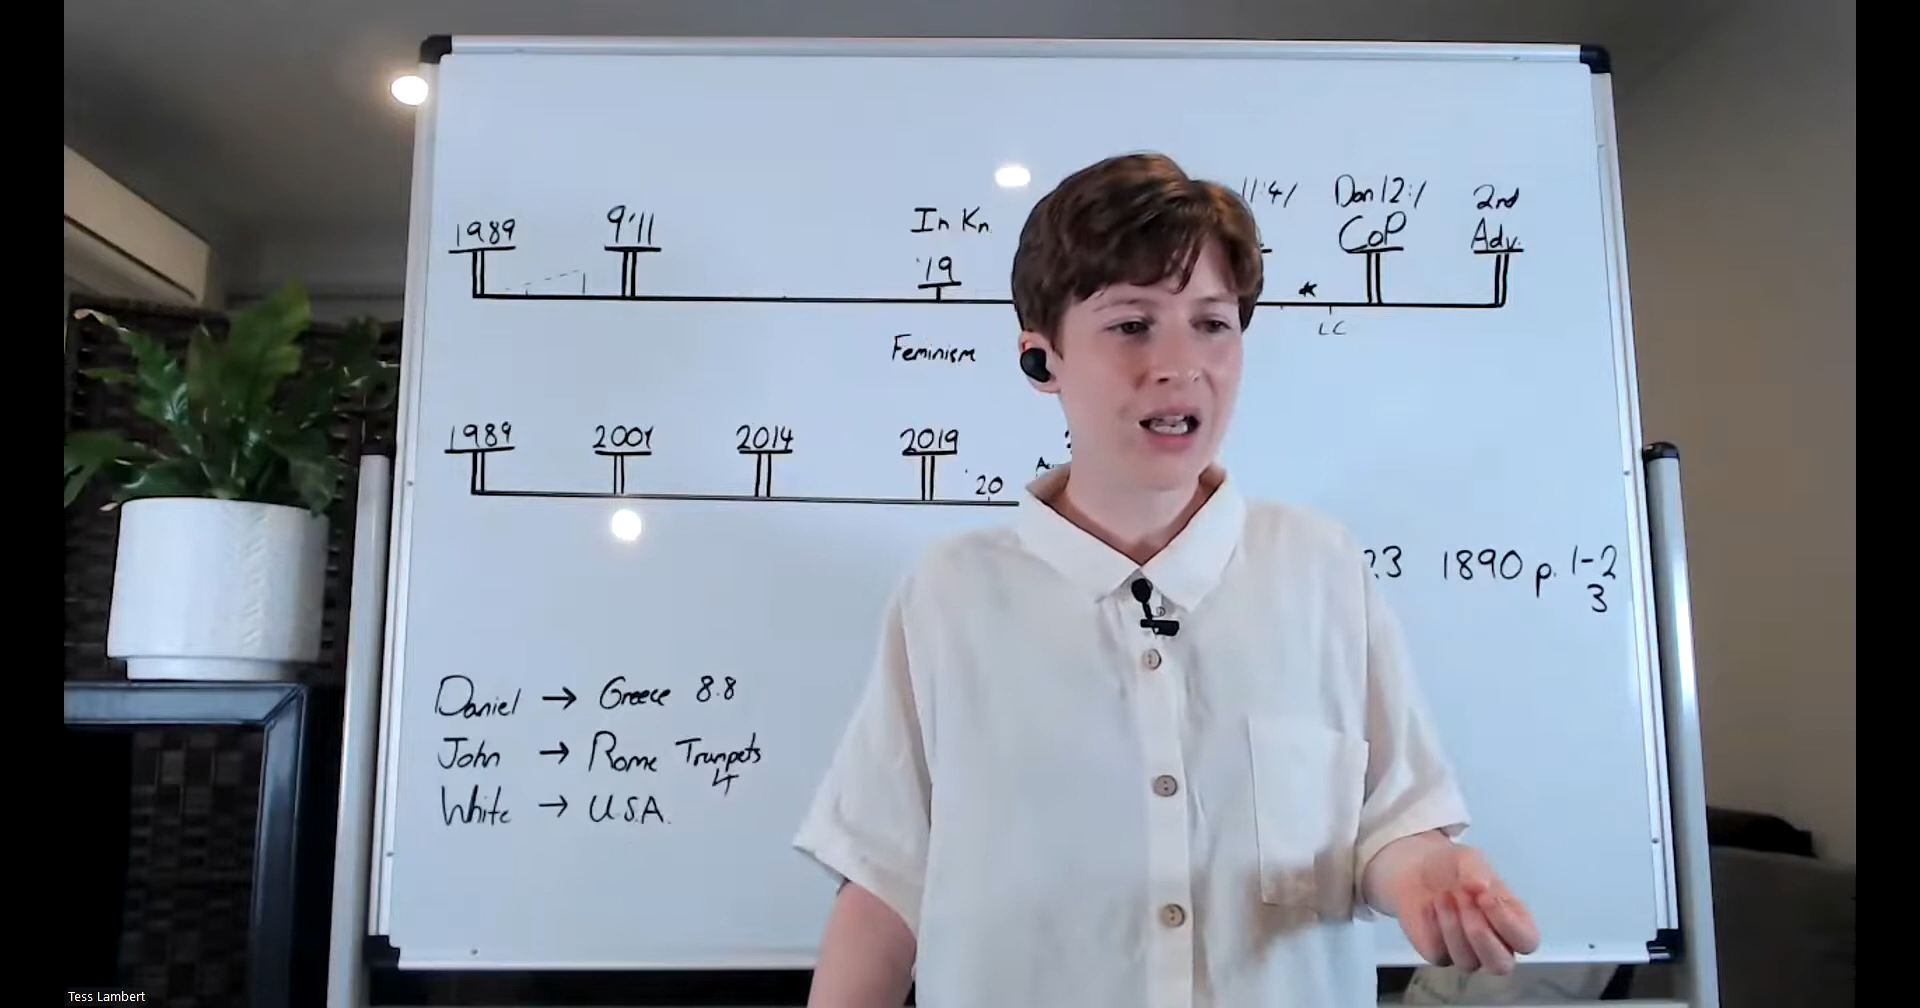 1989
9'11
In Kn
'19
11:41
Dan 12:1
CoP
2nd
Adv.
LC
Feminism
1989
2001
2014
2019
'20
1890 p. 1-2
3
Daniel → Greece 8.8
John → Rome Trumpets
4
White → U.S.A.
Tess Lambert